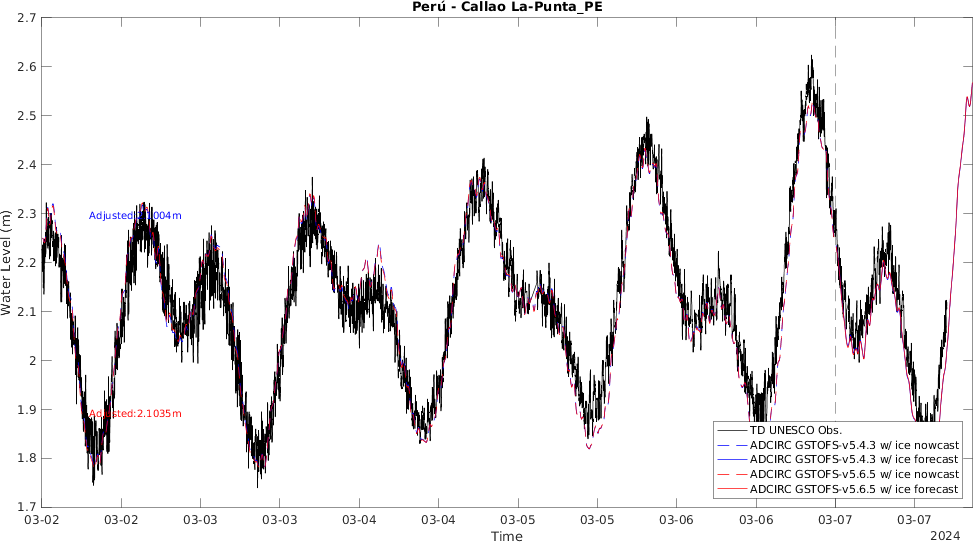 Perú - Callao La-Punta_PE
2.7
2.6
2.5
2.4
2.3
2.2
2.1
2
1.9
1.8
1.7
Water Level (m)
Adjusted:2.1004m
Adjusted:2.1035m
TD UNESCO Obs.
ADCIRC GSTOFS-v5.4.3 w/ ice nowcast
ADCIRC GSTOFS-v5.4.3 w/ ice forecast
ADCIRC GSTOFS-v5.6.5 w/ ice nowcast
ADCIRC GSTOFS-v5.6.5 w/ ice forecast
03-02 03-02 03-03 03-03 03-04 03-04 03-05 03-05 03-06 03-06 03-07 03-07
Time
2024